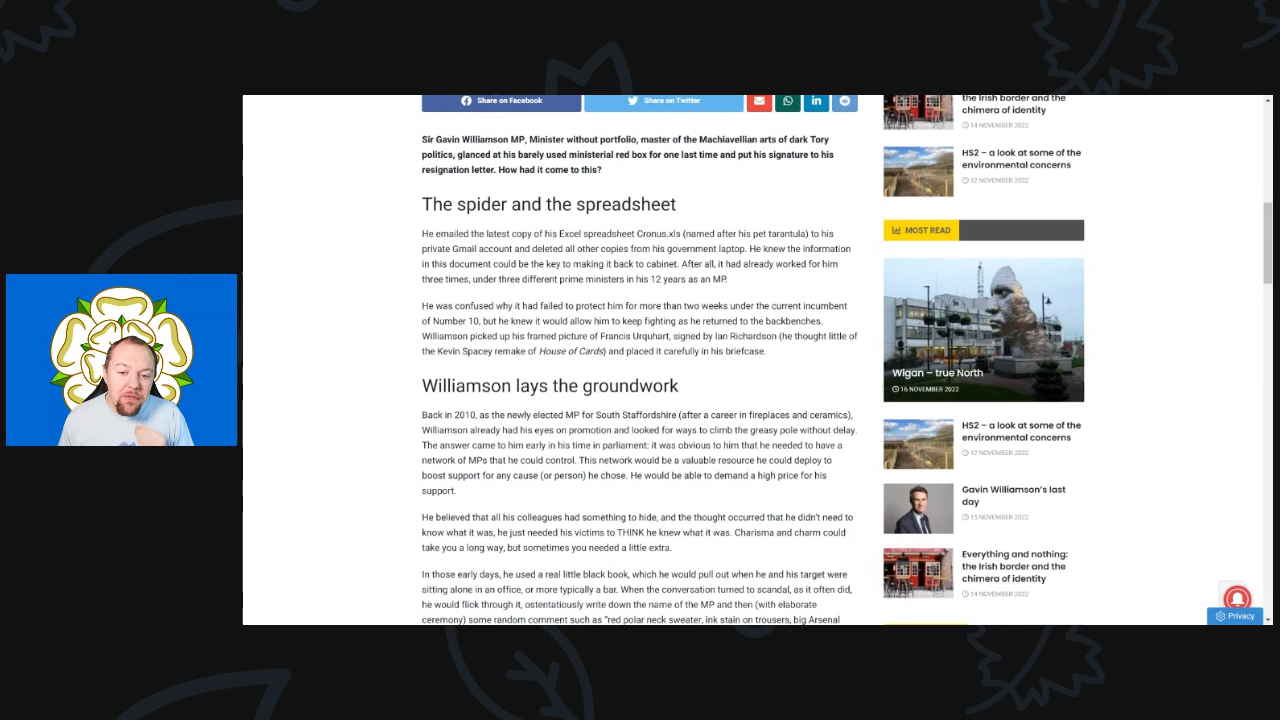 Share on Facebook
Share on Twitter
Sir Gavin Williamson MP, Minister without portfolio, master of the Machiavellian arts of dark Tory
politics, glanced at his barely used ministerial red box for one last time and put his signature to his
resignation letter. How had it come to this?
The spider and the spreadsheet
He emailed the latest copy of his Excel spreadsheet Cronus.xls (named after his pet tarantula) to his
private Gmail account and deleted all other copies from his government laptop. He knew the information
in this document could be the key to making it back to cabinet. After all, it had already worked for him
three times, under three different prime ministers in his 12 years as an MP.
He was confused why it had failed to protect him for more than two weeks under the current incumbent
of Number 10, but he knew it would allow him to keep fighting as he returned to the backbenches.
Williamson picked up his framed picture of Francis Urquhart, signed by Ian Richardson (he thought little of
the Kevin Spacey remake of House of Cards) and placed it carefully in his briefcase.
Williamson lays the groundwork
Back in 2010, as the newly elected MP for South Staffordshire (after a career in fireplaces and ceramics),
Williamson already had his eyes on promotion and looked for ways to climb the greasy pole without delay.
The answer came to him early in his time in parliament: it was obvious to him that he needed to have a
network of MPs that he could control. This network would be a valuable resource he could deploy to
boost support for any cause (or person) he chose. He would be able to demand a high price for his
support.
He believed that all his colleagues had something to hide, and the thought occurred that he didn't need to
know what it was, he just needed his victims to THINK he knew what it was. Charisma and charm could
take you a long way, but sometimes you needed a little extra.
In those early days, he used a real little black book, which he would pull out when he and his target were
sitting alone in an office, or more typically a bar. When the conversation turned to scandal, as it often did,
he would flick through it, ostentatiously write down the name of the MP and then (with elaborate
ceremony) some random comment such as "red polar neck sweater, ink stain on trousers, big Arsenal
the Irish border and the
chimera of identity
14 NOVEMBER 2022
HS2 – a look at some of the
environmental concerns
12 NOVEMBER 2022
MOST READ
Wigan – true North
16 NOVEMBER 2022
HS2 – a look at some of the
environmental concerns
12 NOVEMBER 2022
Gavin Williamson's last
day
15 NOVEMBER 2022
Everything and nothing:
the Irish border and the
chimera of identity
14 NOVEMBER 2022
Privacy